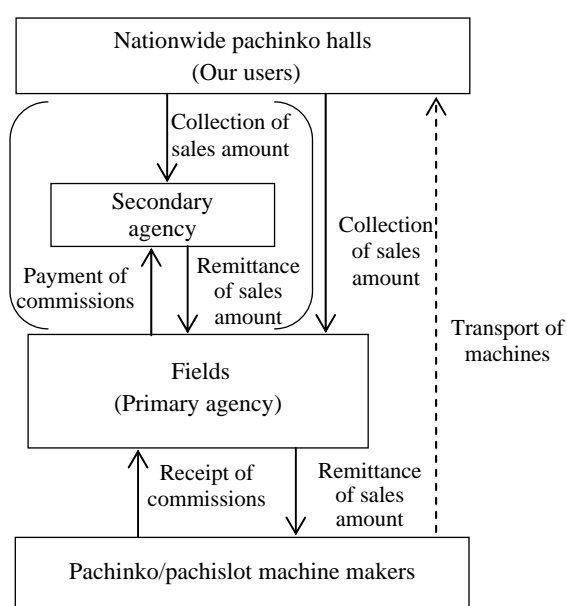 Nationwide pachinko halls
(Our users)
Collection of
sales amount
Secondary
agency
Collection
of sales
amount
Payment of
commissions
Remittance
of sales
amount
Transport of
machines
Fields
(Primary agency)
Receipt of
commissions
Remittance
of sales
amount
Pachinko/pachislot machine makers